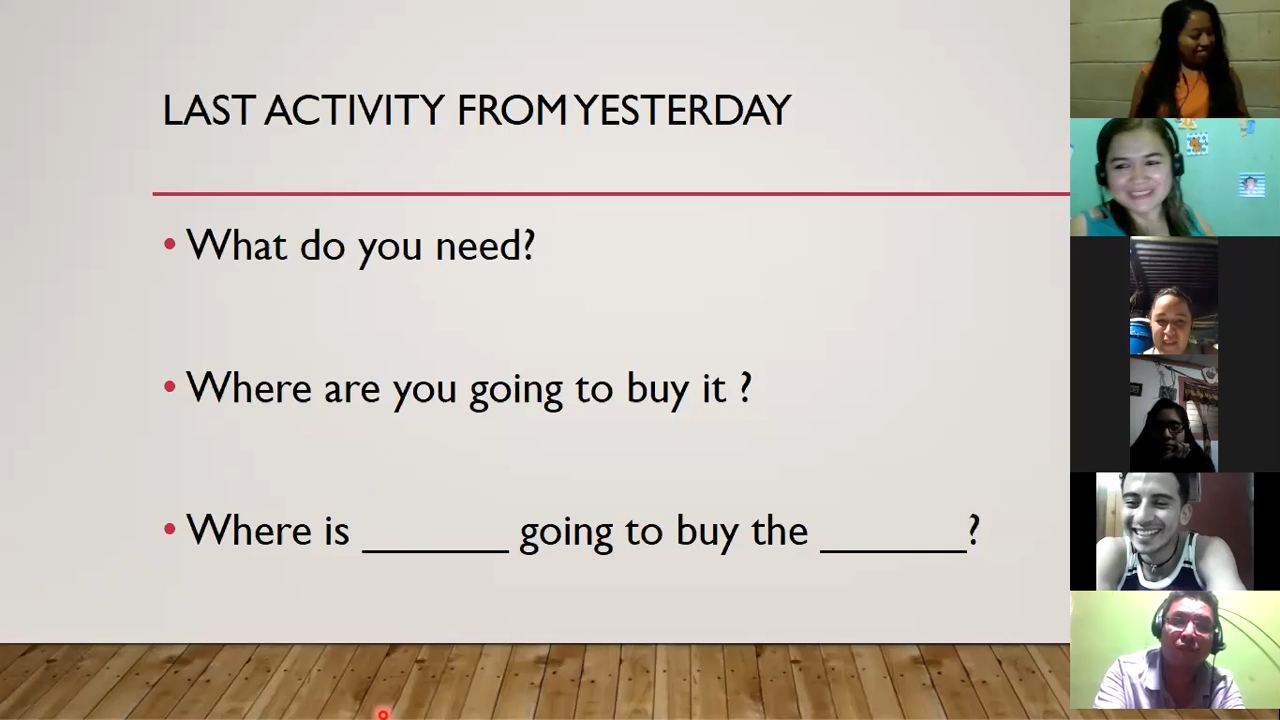 LAST ACTIVITY FROM YESTERDAY
• What do you need?
• Where are you going to buy it ?
• Where is _______ going to buy the _______?